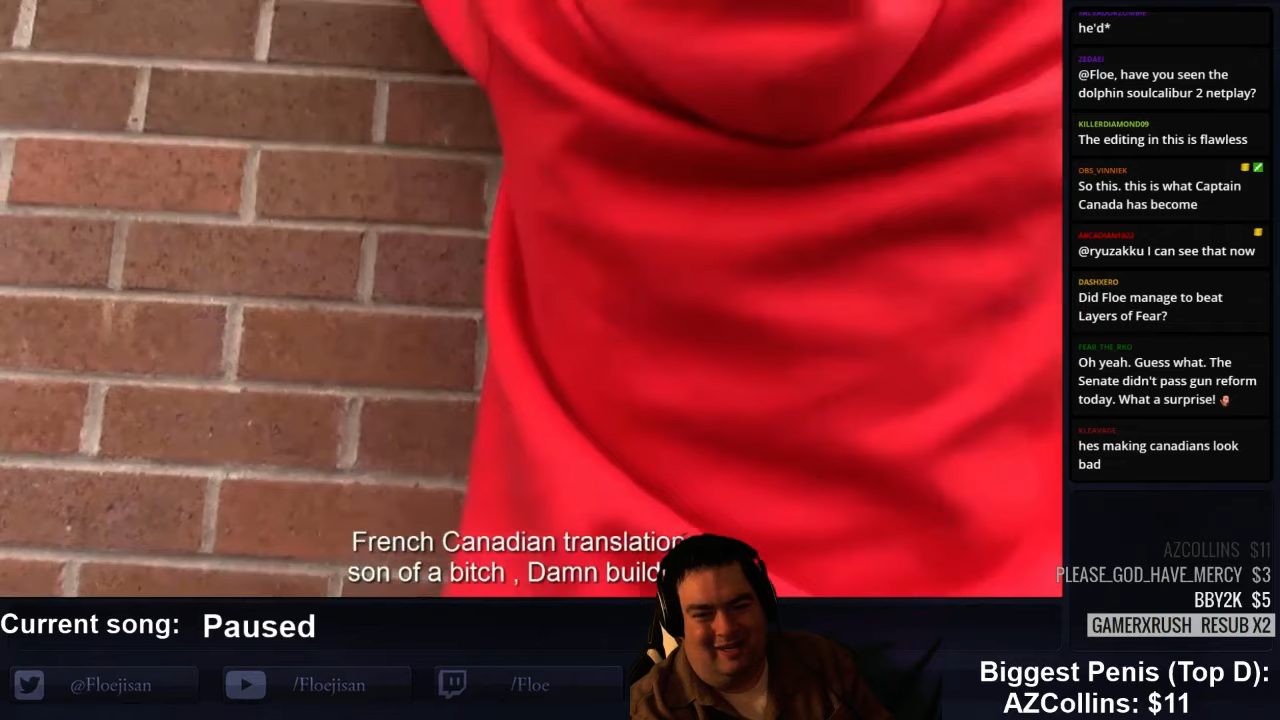 he'd*
ZEDAEI
@Floe, have you seen the
dolphin soulcalibur 2 netplay?
KILLERDIAMOND09
The editing in this is flawless
OBS_VINNIEK
So this. this is what Captain
Canada has become
@ryuzakku I can see that now
DASHXERO
Did Floe manage to beat
Layers of Fear?
FEAR_THE_RKO
Oh yeah. Guess what. The
Senate didn't pass gun reform
today. What a surprise!
KLEAVAGE
hes making canadians look
bad
French Canadian translation
son of a bitch , Damn build
AZCOLLINS $11
PLEASE_GOD_HAVE_MERCY $3
BBY2K $5
GAMERXRUSH RESUB X2
Current song: Paused
@Floejisan
/Floejisan
/Floe
Biggest Penis (Top D):
AZCollins: $11